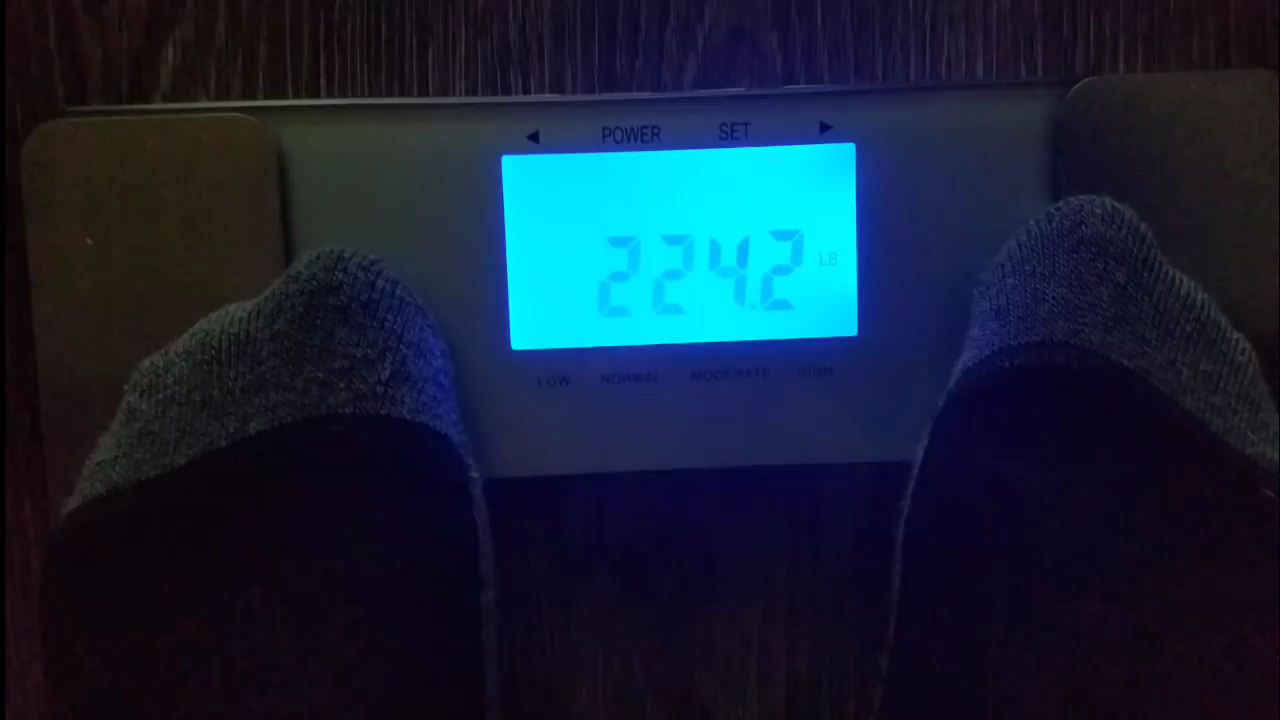 ◀ POWER SET ▶
224.2 LB
LOW NORMAL MODERATE HIGH